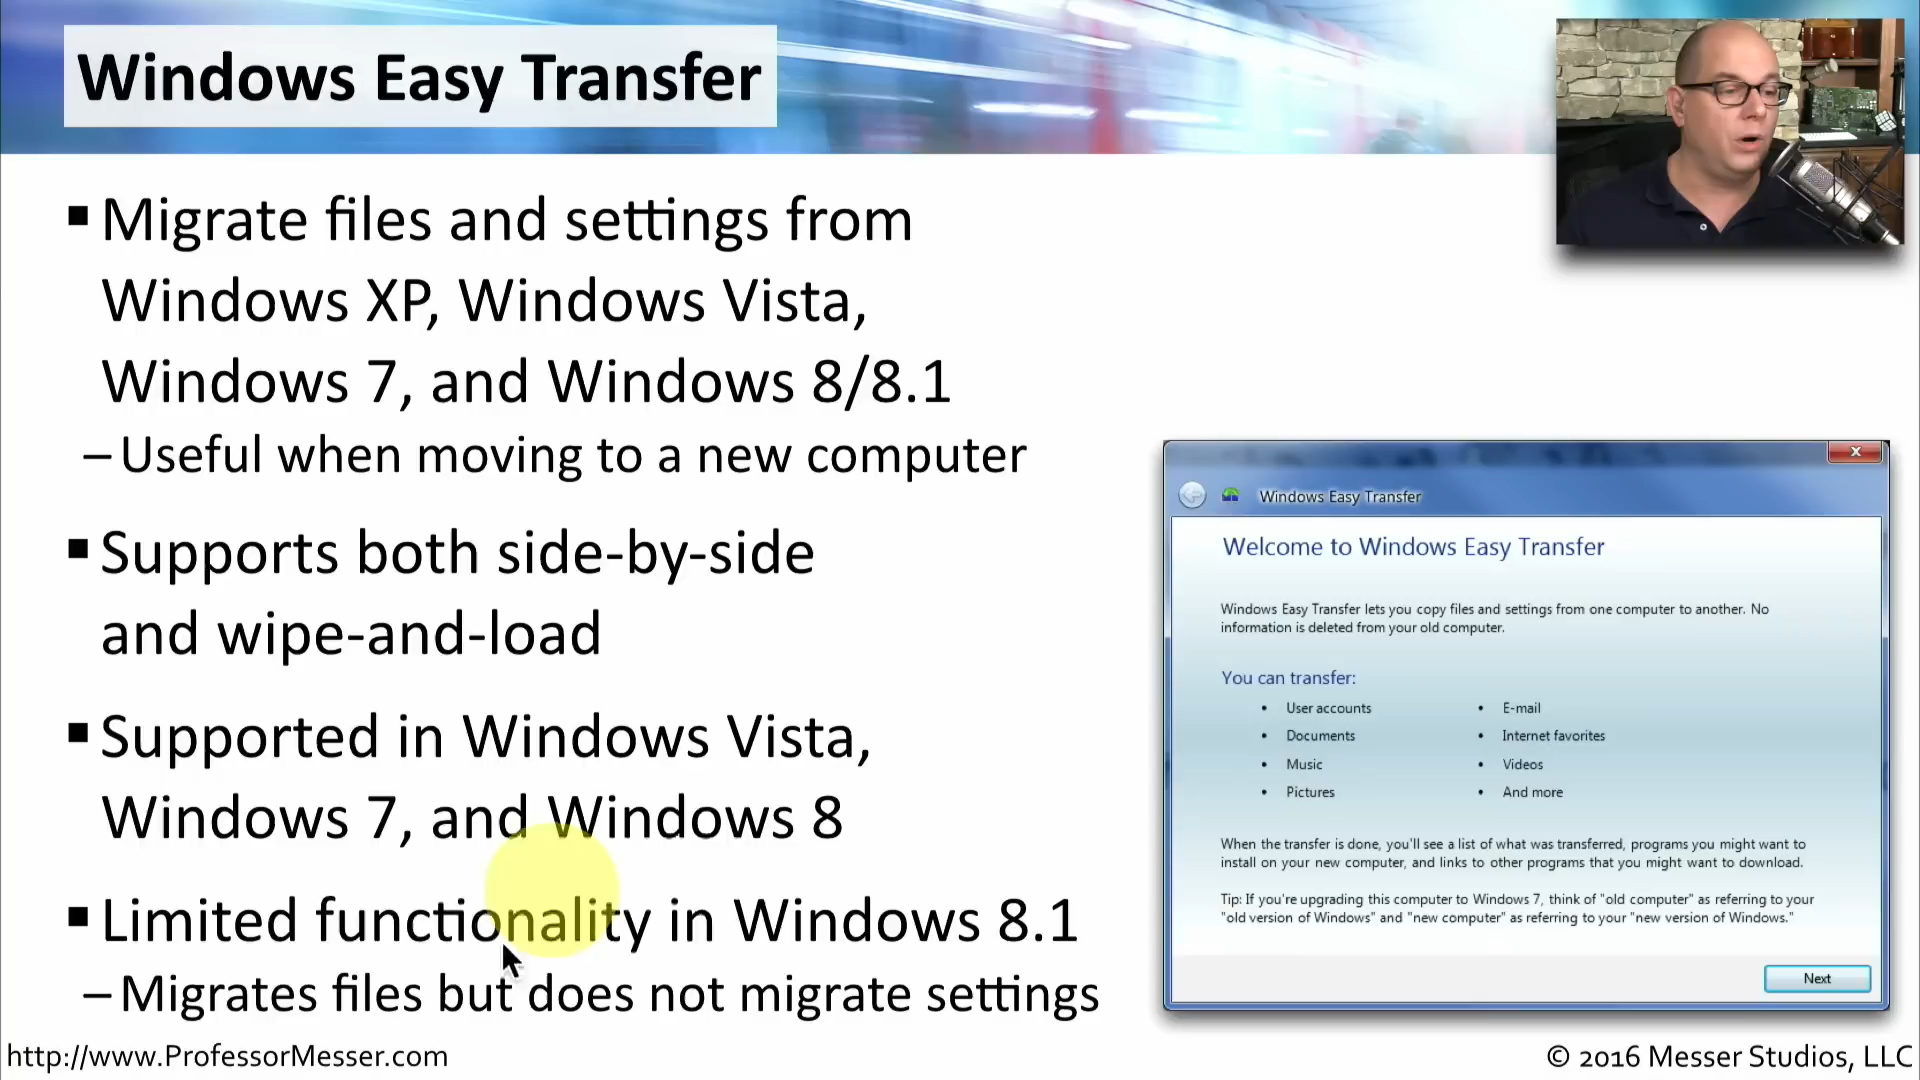 Windows Easy Transfer
▪ Migrate files and settings from
Windows XP, Windows Vista,
Windows 7, and Windows 8/8.1
– Useful when moving to a new computer
▪ Supports both side-by-side
and wipe-and-load
▪ Supported in Windows Vista,
Windows 7, and Windows 8
▪ Limited functionality in Windows 8.1
– Migrates files but does not migrate settings
Windows Easy Transfer
Welcome to Windows Easy Transfer
Windows Easy Transfer lets you copy files and settings from one computer to another. No
information is deleted from your old computer.
You can transfer:
• User accounts
• Documents
• Music
• Pictures
• E-mail
• Internet favorites
• Videos
• And more
When the transfer is done, you'll see a list of what was transferred, programs you might want to
install on your new computer, and links to other programs that you might want to download.
Tip: If you're upgrading this computer to Windows 7, think of "old computer" as referring to your
"old version of Windows" and "new computer" as referring to your "new version of Windows."
Next
http://www.ProfessorMesser.com
© 2016 Messer Studios, LLC